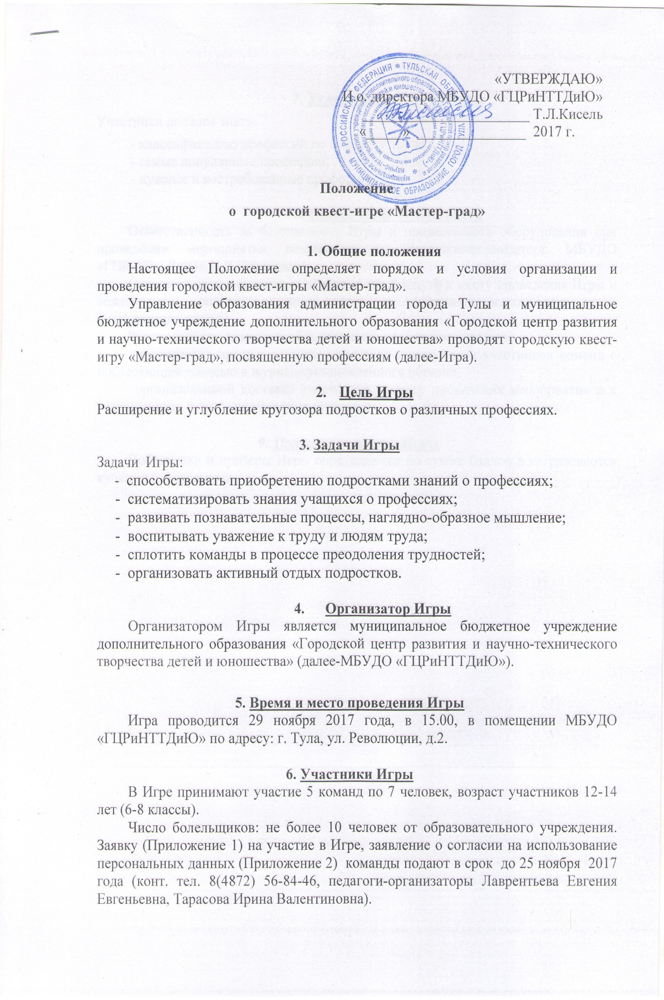 «УТВЕРЖДАЮ»
И.о. директора МБУДО «ГЦРиНТТДиЮ»
Т.Л.Кисель
«____»________________ 2017 г.
РОССИЙСКАЯ ФЕДЕРАЦИЯ * ТУЛЬСКАЯ ОБЛАСТЬ *
МУНИЦИПАЛЬНОЕ ОБРАЗОВАНИЕ ГОРОД ТУЛА
Положение
о городской квест-игре «Мастер-град»
1. Общие положения
Настоящее Положение определяет порядок и условия организации и
проведения городской квест-игры «Мастер-град».
Управление образования администрации города Тулы и муниципальное
бюджетное учреждение дополнительного образования «Городской центр развития
и научно-технического творчества детей и юношества» проводят городскую квест-
игру «Мастер-град», посвященную профессиям (далее-Игра).
2. Цель Игры
Расширение и углубление кругозора подростков о различных профессиях.
3. Задачи Игры
Задачи Игры:
- способствовать приобретению подростками знаний о профессиях;
- систематизировать знания учащихся о профессиях;
- развивать познавательные процессы, наглядно-образное мышление;
- воспитывать уважение к труду и людям труда;
- сплотить команды в процессе преодоления трудностей;
- организовать активный отдых подростков.
4. Организатор Игры
Организатором Игры является муниципальное бюджетное учреждение
дополнительного образования «Городской центр развития и научно-технического
творчества детей и юношества» (далее-МБУДО «ГЦРиНТТДиЮ»).
5. Время и место проведения Игры
Игра проводится 29 ноября 2017 года, в 15.00, в помещении МБУДО
«ГЦРиНТТДиЮ» по адресу: г. Тула, ул. Революции, д.2.
6. Участники Игры
В Игре принимают участие 5 команд по 7 человек, возраст участников 12-14
лет (6-8 классы).
Число болельщиков: не более 10 человек от образовательного учреждения.
Заявку (Приложение 1) на участие в Игре, заявление о согласии на использование
персональных данных (Приложение 2) команды подают в срок до 25 ноября 2017
года (конт. тел. 8(4872) 56-84-46, педагоги-организаторы Лаврентьева Евгения
Евгеньевна, Тарасова Ирина Валентиновна).